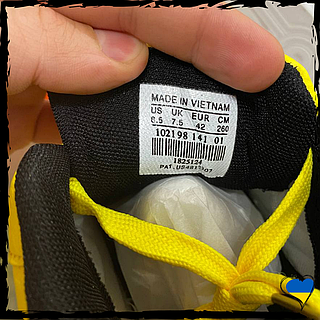 MADE IN VIETNAM
US UK EUR CM
8.5 7.5 42 260
102198 141 01
1825124